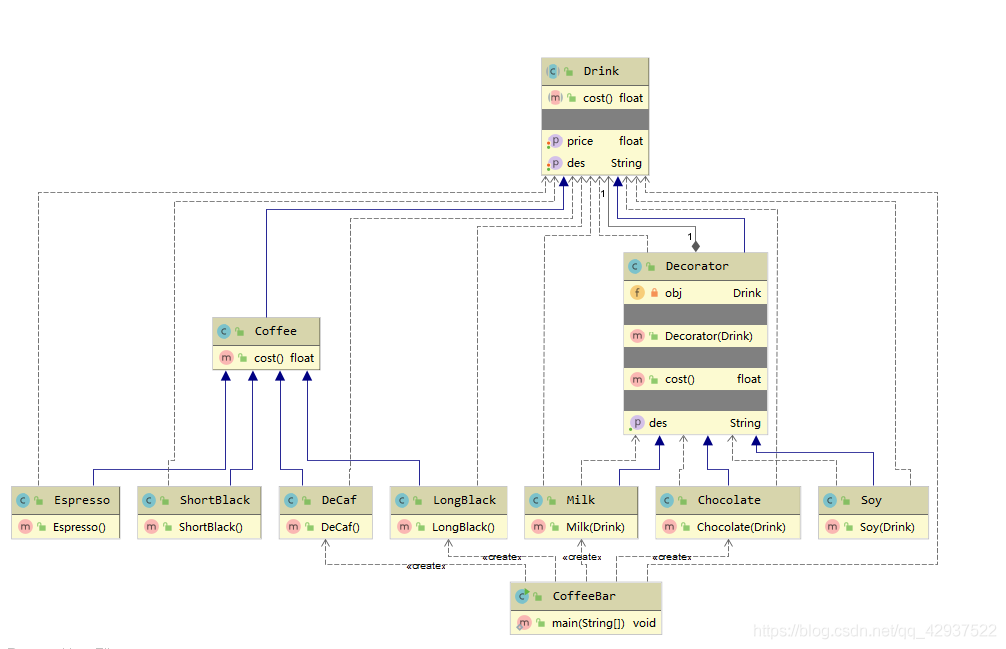 Drink
cost() float
price float
des String
1
1
Decorator
obj Drink
Decorator(Drink)
cost() float
des String
Coffee
cost() float
Espresso
Espresso()
ShortBlack
ShortBlack()
DeCaf
DeCaf()
LongBlack
LongBlack()
Milk
Milk(Drink)
Chocolate
Chocolate(Drink)
Soy
Soy(Drink)
«create»
«create»
«create»
«create»
CoffeeBar
main(String[]) void
https://blog.csdn.net/qq_42937522